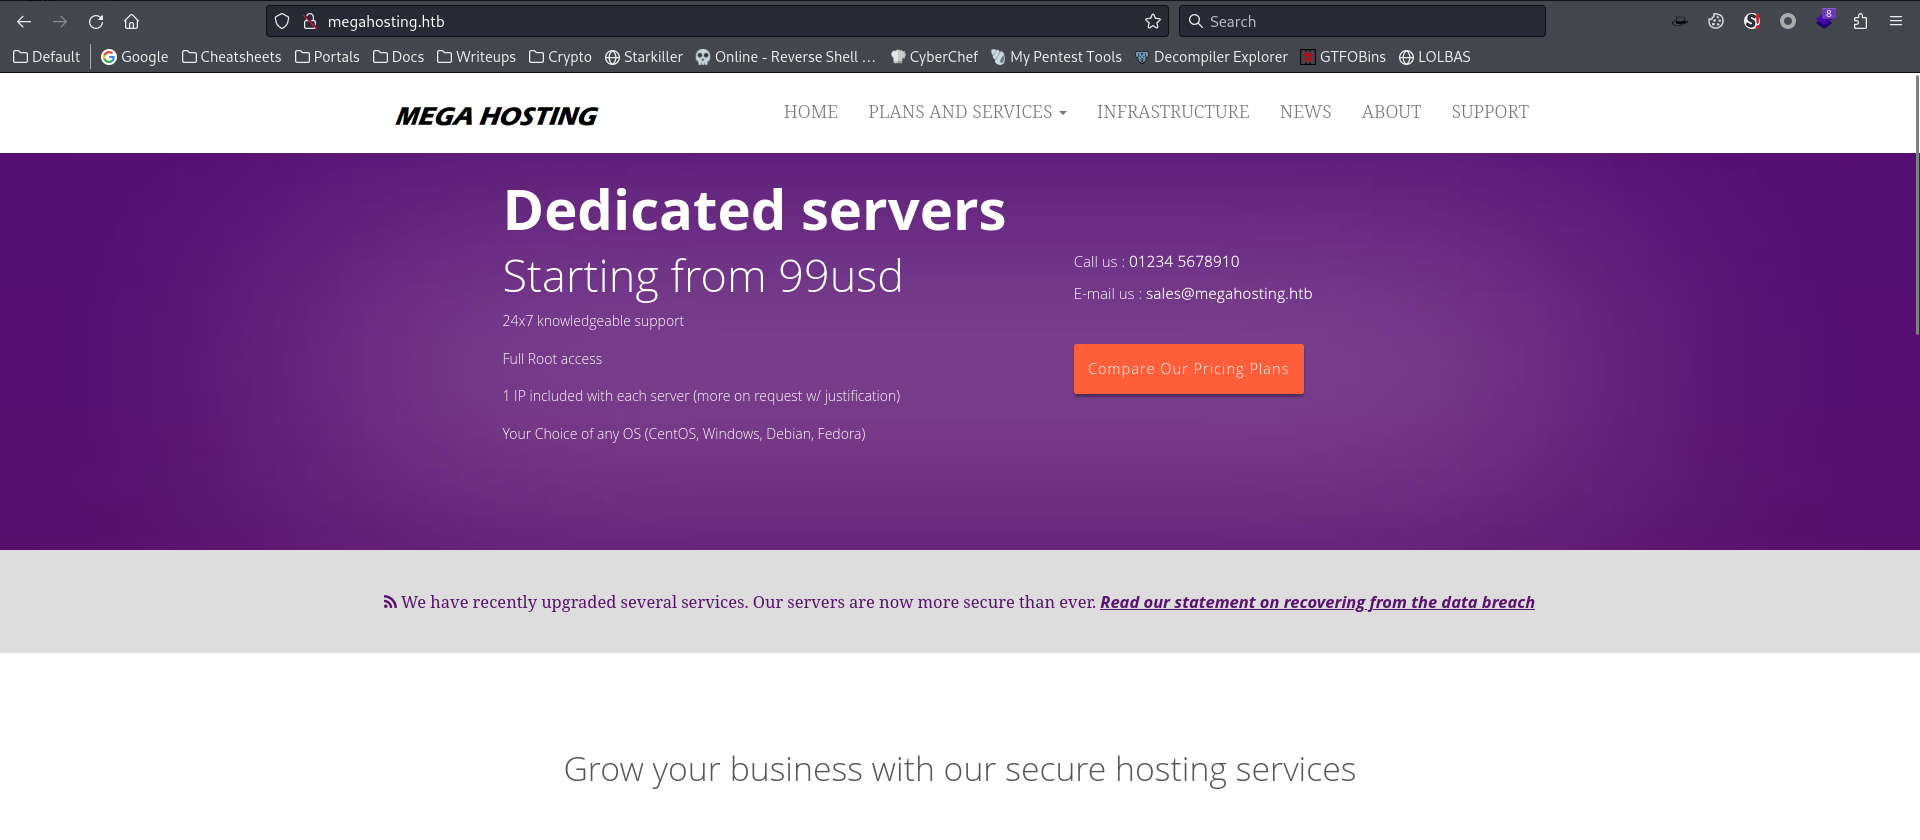 megahosting.htb
Search
8
Default Google Cheatsheets Portals Docs Writeups Crypto Starkiller Online - Reverse Shell … CyberChef My Pentest Tools Decompiler Explorer GTFOBins LOLBAS
MEGA HOSTING
HOME PLANS AND SERVICES INFRASTRUCTURE NEWS ABOUT SUPPORT
Dedicated servers
Starting from 99usd
24x7 knowledgeable support
Full Root access
1 IP included with each server (more on request w/ justification)
Your Choice of any OS (CentOS, Windows, Debian, Fedora)
Call us : 01234 5678910
E-mail us : sales@megahosting.htb
Compare Our Pricing Plans
We have recently upgraded several services. Our servers are now more secure than ever. Read our statement on recovering from the data breach
Grow your business with our secure hosting services